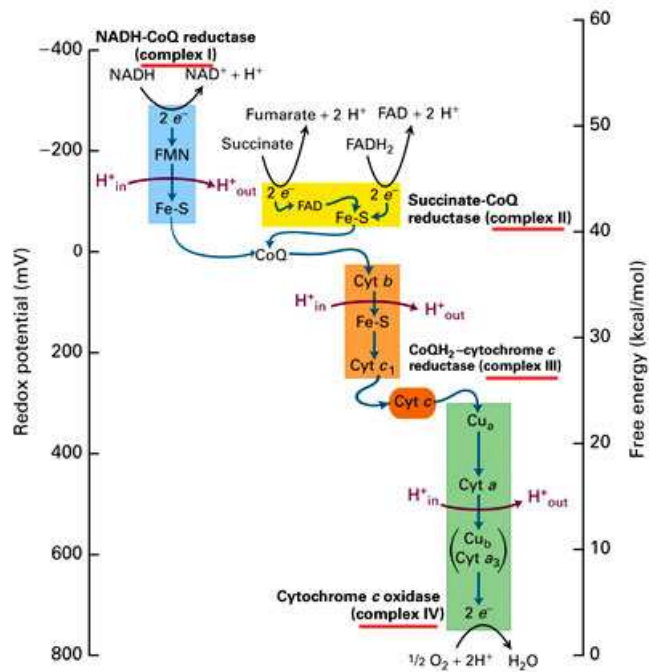 NADH-CoQ reductase
(complex I)
NADH NAD⁺ + H⁺
2 e⁻
FMN
H⁺in H⁺out
Fe-S
Fumarate + 2 H⁺ FAD + 2 H⁺
Succinate FADH₂
2 e⁻ FAD 2 e⁻
Fe-S
Succinate-CoQ
reductase (complex II)
CoQ
Cyt b
H⁺in H⁺out
Fe-S
Cyt c₁
CoQH₂–cytochrome c
reductase (complex III)
Cyt c
Cuₐ
Cyt a
H⁺in H⁺out
(Cu_b
Cyt a₃)
2 e⁻
Cytochrome c oxidase
(complex IV)
1/2 O₂ + 2H⁺ H₂O
Redox potential (mV)
−400
−200
0
200
400
600
800
Free energy (kcal/mol)
60
50
40
30
20
10
0